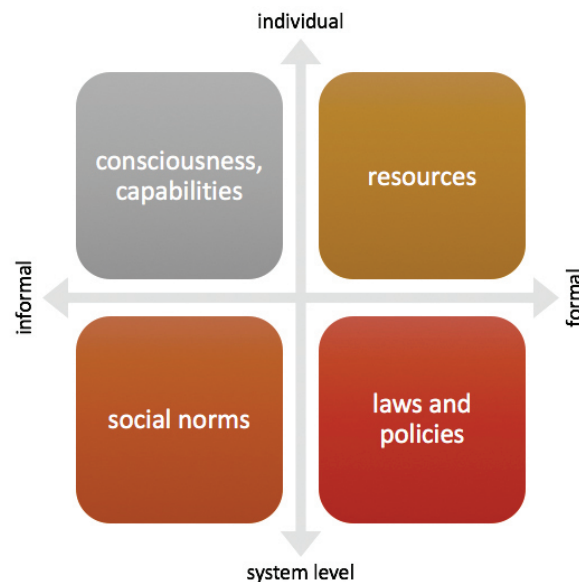 individual
consciousness,
capabilities
resources
informal
formal
social norms
laws and
policies
system level